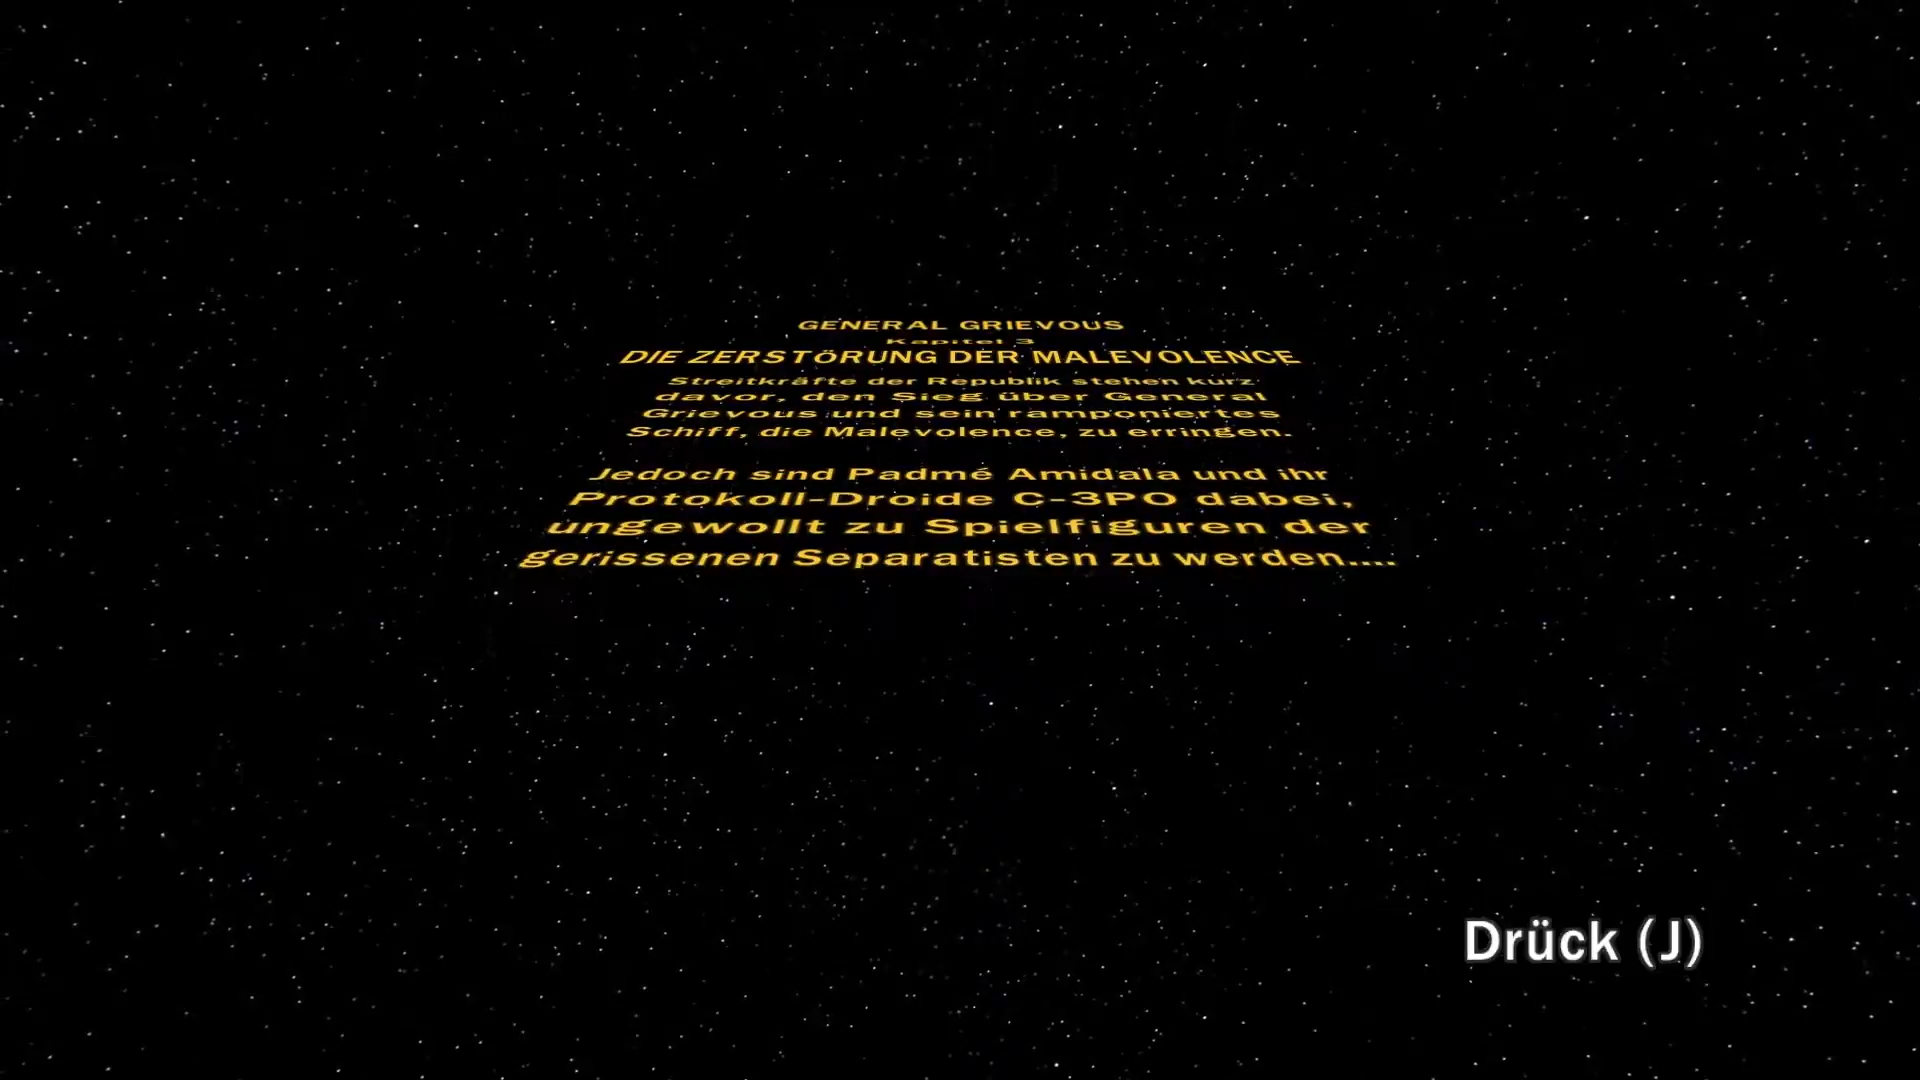 GENERAL GRIEVOUS
Kapitel 3
DIE ZERSTÖRUNG DER MALEVOLENCE
Streitkräfte der Republik stehen kurz
davor, den Sieg über General
Grievous und sein ramponiertes
Schiff, die Malevolence, zu erringen.
Jedoch sind Padmé Amidala und ihr
Protokoll-Droide C-3PO dabei,
ungewollt zu Spielfiguren der
gerissenen Separatisten zu werden....
Drück (J)